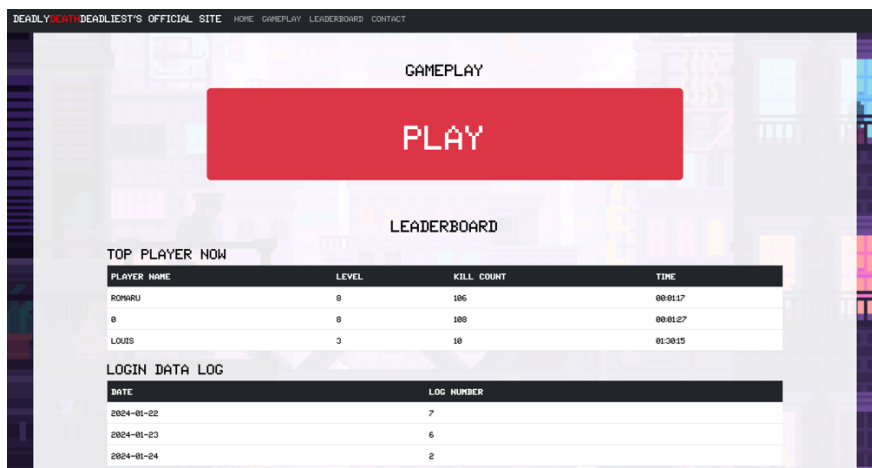 DEADLYDEATHDEADLIEST'S OFFICIAL SITE HOME GAMEPLAY LEADERBOARD CONTACT
GAMEPLAY
PLAY
LEADERBOARD
TOP PLAYER NOW
PLAYER NAME LEVEL KILL COUNT TIME
ROMARU 8 106 00:01:17
0 8 108 00:01:27
LOUIS 3 10 01:30:15
LOGIN DATA LOG
DATE LOG NUMBER
2024-01-22 7
2024-01-23 6
2024-01-24 2